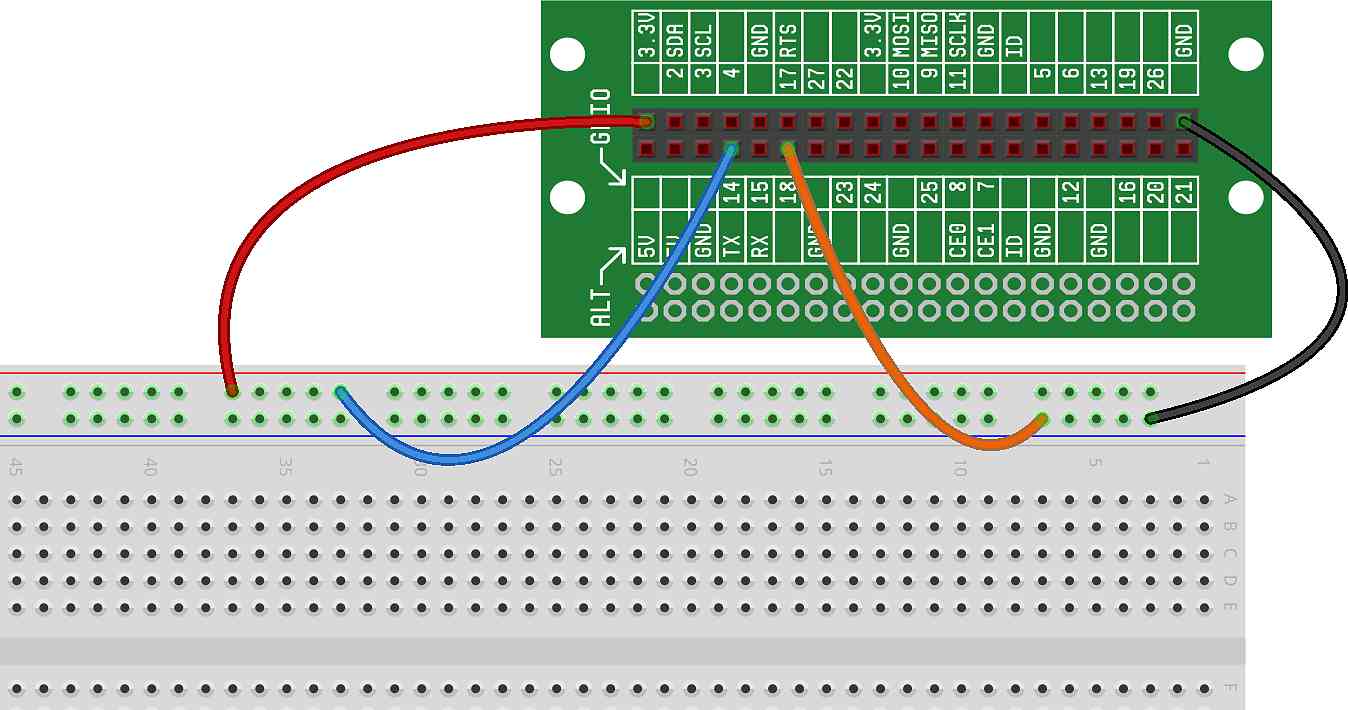 3.3V SDA SCL GND RTS 3.3V MOSI MISO SCLK GND ID GND
2 3 4 17 27 22 10 9 11 5 6 13 19 26
GPIO
14 15 18 23 24 25 8 7 12 16 20 21
5V 5V GND TX RX GND GND CE0 CE1 ID GND GND
ALT
45 40 35 30 25 20 15 10 5 1
A
B
C
D
E
F